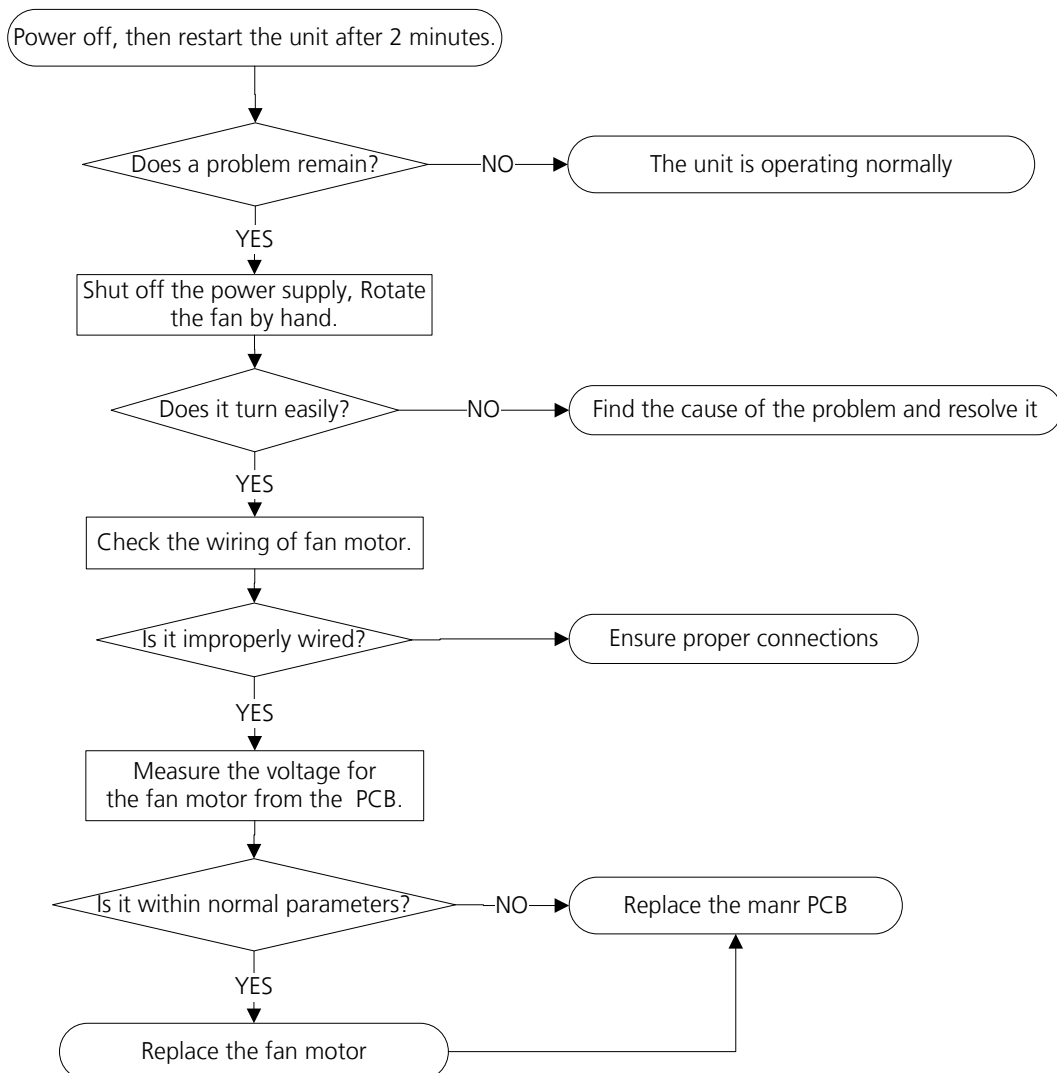 Power off, then restart the unit after 2 minutes.
Does a problem remain?
NO
The unit is operating normally
YES
Shut off the power supply, Rotate
the fan by hand.
Does it turn easily?
NO
Find the cause of the problem and resolve it
YES
Check the wiring of fan motor.
Is it improperly wired?
Ensure proper connections
YES
Measure the voltage for
the fan motor from the PCB.
Is it within normal parameters?
NO
Replace the manr PCB
YES
Replace the fan motor